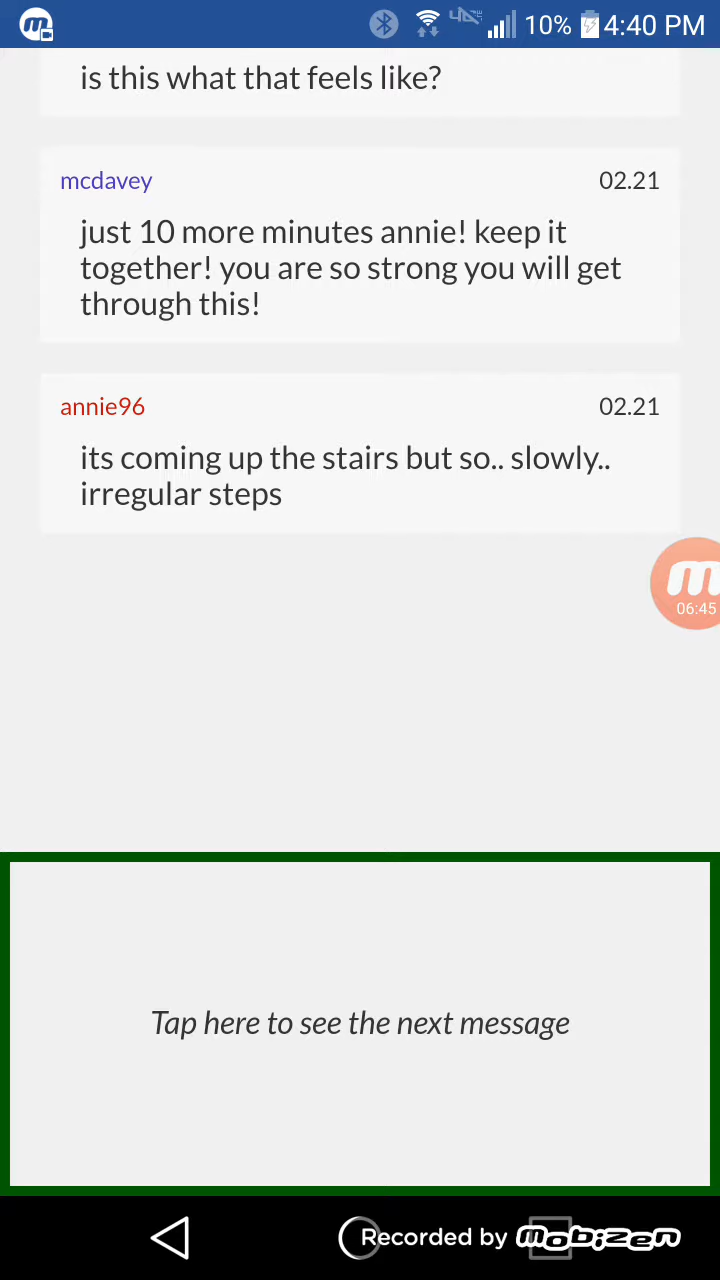 10% 4:40 PM
is this what that feels like?
mcdavey 02.21
just 10 more minutes annie! keep it
together! you are so strong you will get
through this!
annie96 02.21
its coming up the stairs but so.. slowly..
irregular steps
06:45
Tap here to see the next message
Recorded by mobizen